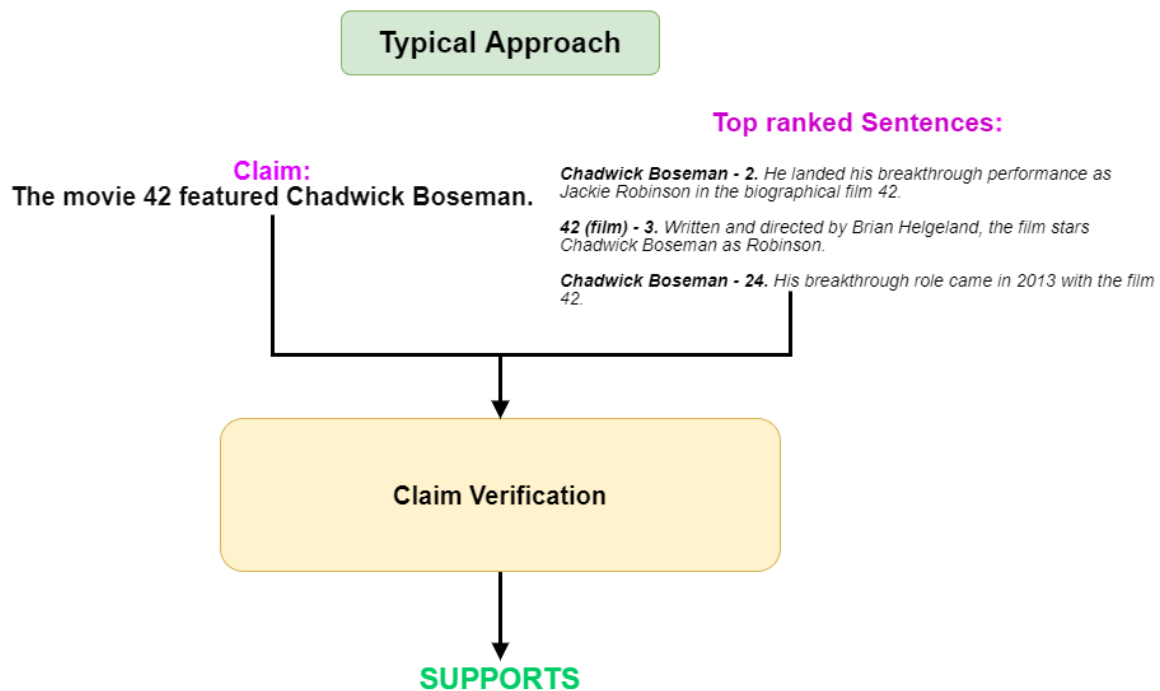 Typical Approach
Claim:
The movie 42 featured Chadwick Boseman.
Top ranked Sentences:
Chadwick Boseman - 2. He landed his breakthrough performance as
Jackie Robinson in the biographical film 42.
42 (film) - 3. Written and directed by Brian Helgeland, the film stars
Chadwick Boseman as Robinson.
Chadwick Boseman - 24. His breakthrough role came in 2013 with the film
42.
Claim Verification
SUPPORTS